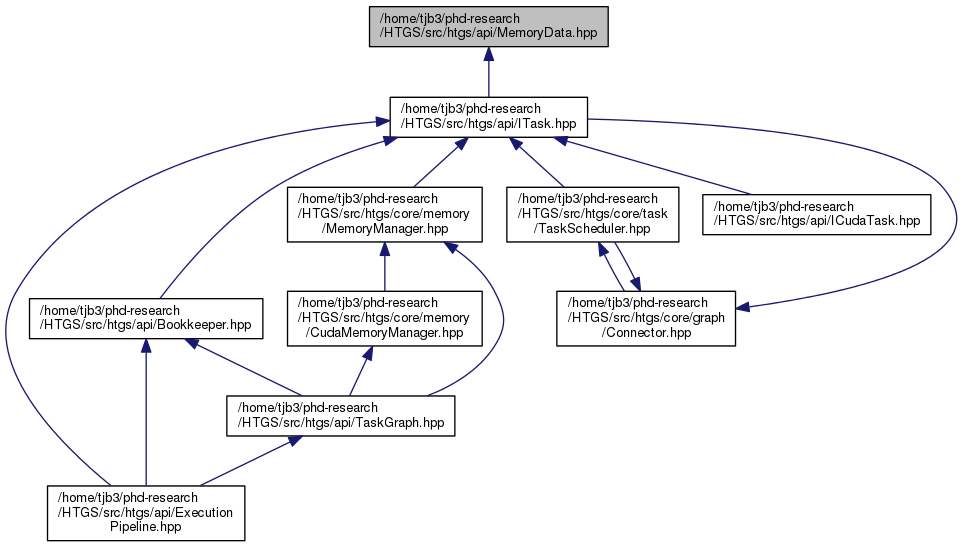 /home/tjb3/phd-research
/HTGS/src/htgs/api/MemoryData.hpp
/home/tjb3/phd-research
/HTGS/src/htgs/api/ITask.hpp
/home/tjb3/phd-research
/HTGS/src/htgs/core/memory
/MemoryManager.hpp
/home/tjb3/phd-research
/HTGS/src/htgs/core/task
/TaskScheduler.hpp
/home/tjb3/phd-research
/HTGS/src/htgs/api/ICudaTask.hpp
/home/tjb3/phd-research
/HTGS/src/htgs/api/Bookkeeper.hpp
/home/tjb3/phd-research
/HTGS/src/htgs/core/memory
/CudaMemoryManager.hpp
/home/tjb3/phd-research
/HTGS/src/htgs/core/graph
/Connector.hpp
/home/tjb3/phd-research
/HTGS/src/htgs/api/TaskGraph.hpp
/home/tjb3/phd-research
/HTGS/src/htgs/api/Execution
Pipeline.hpp